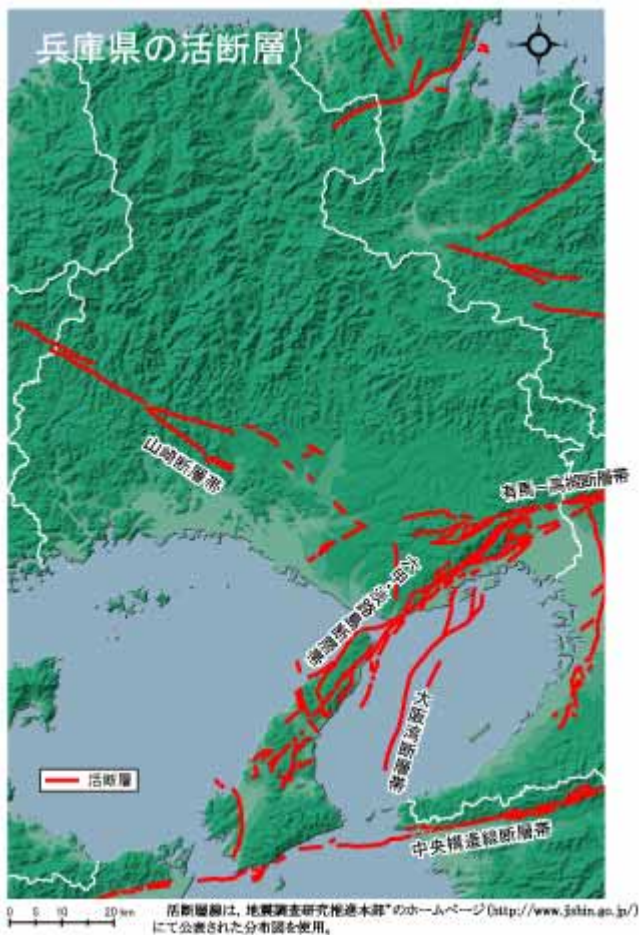 兵庫県の活断層
山崎断層帯
有馬-高槻断層帯
六甲・淡路島断層帯
大阪湾断層帯
活断層
中央構造線断層帯
0 5 10 20 km
活断層線は,地震調査研究推進本部"のホームページ(http://www.jishin.go.jp/)
にて公表された分布図を使用。